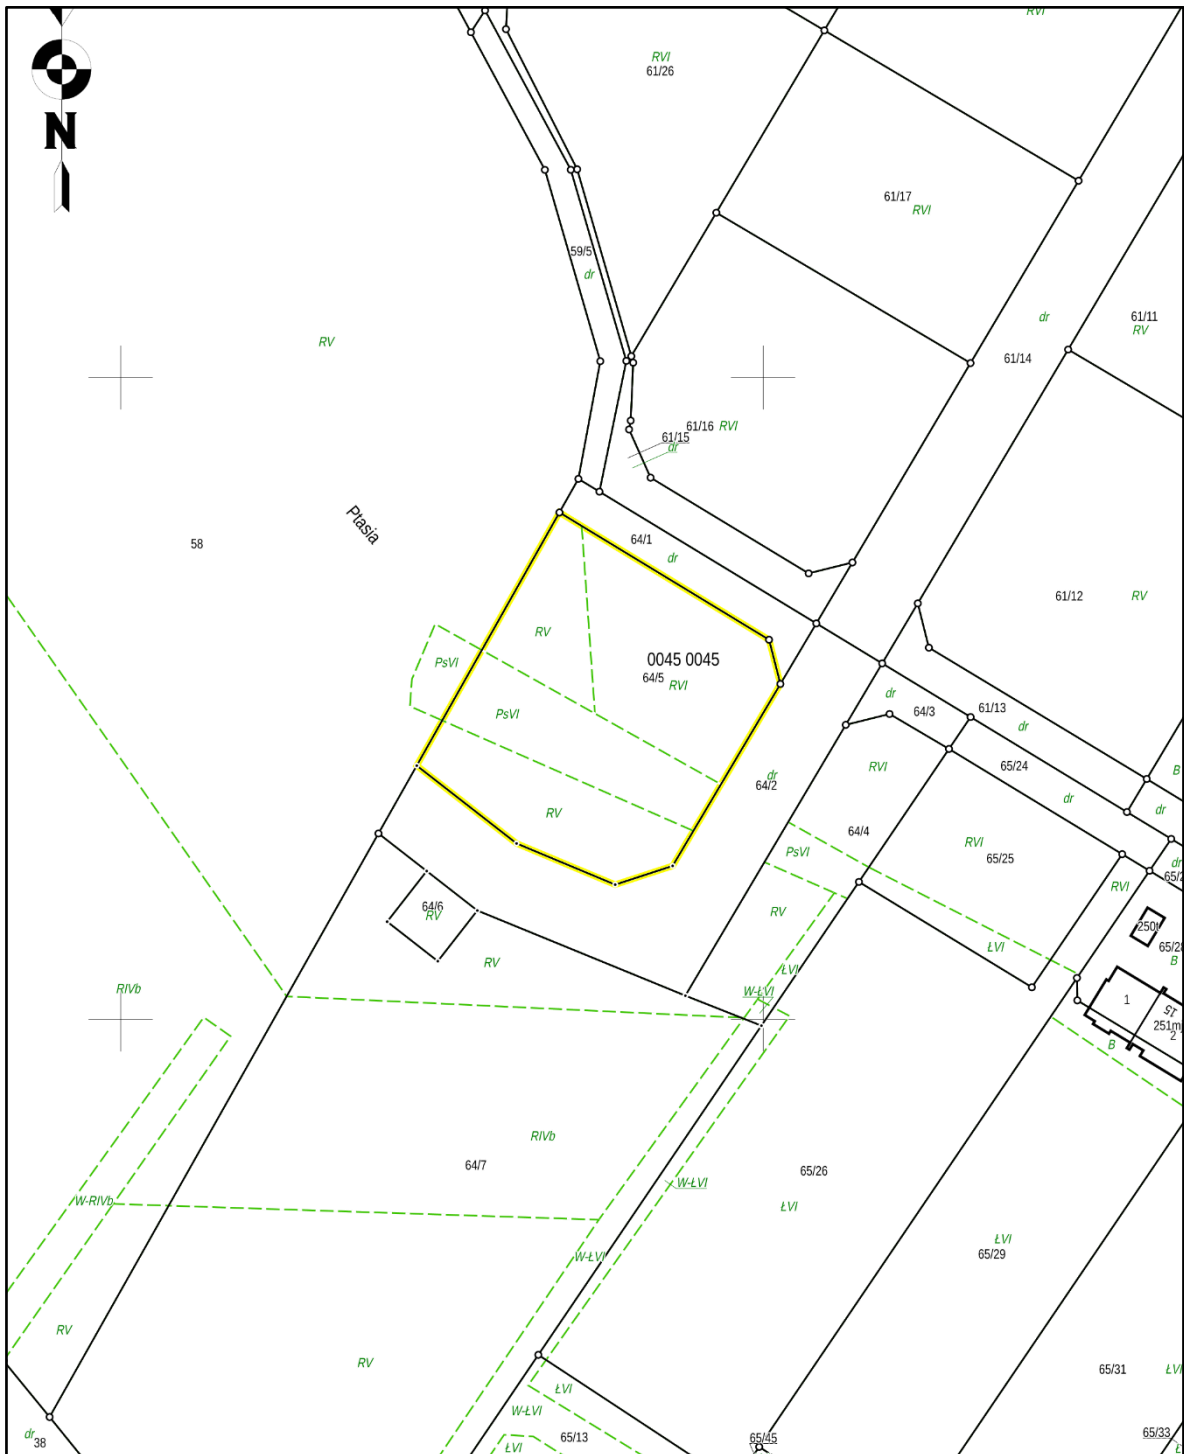 RVI
RVI
61/26
N
61/17
RVI
59/5
dr
61/11
RV
dr
61/14
RV
61/16 RVI
61/15
dr
Ptasia
58
64/1
dr
61/12 RV
RV
PsVI
0045 0045
64/5
RVI
PsVI
dr
64/3
61/13
dr
65/24
B
RVI
dr
64/2
dr
dr
RV
64/4
RVI
65/25
PsVI
dr
RVI
64/6
RV
RV
250t
65/28
B
ŁVI
RV
ŁVI
RIVb
W-ŁVI
1
15
251m
2
B
RIVb
64/7
65/26
W-ŁVI
W-RIVb
ŁVI
ŁVI
65/29
W-ŁVI
RV
RV
65/31
ŁVI
ŁVI
W-ŁVI
dr
38
65/13
ŁVI
65/45
65/33